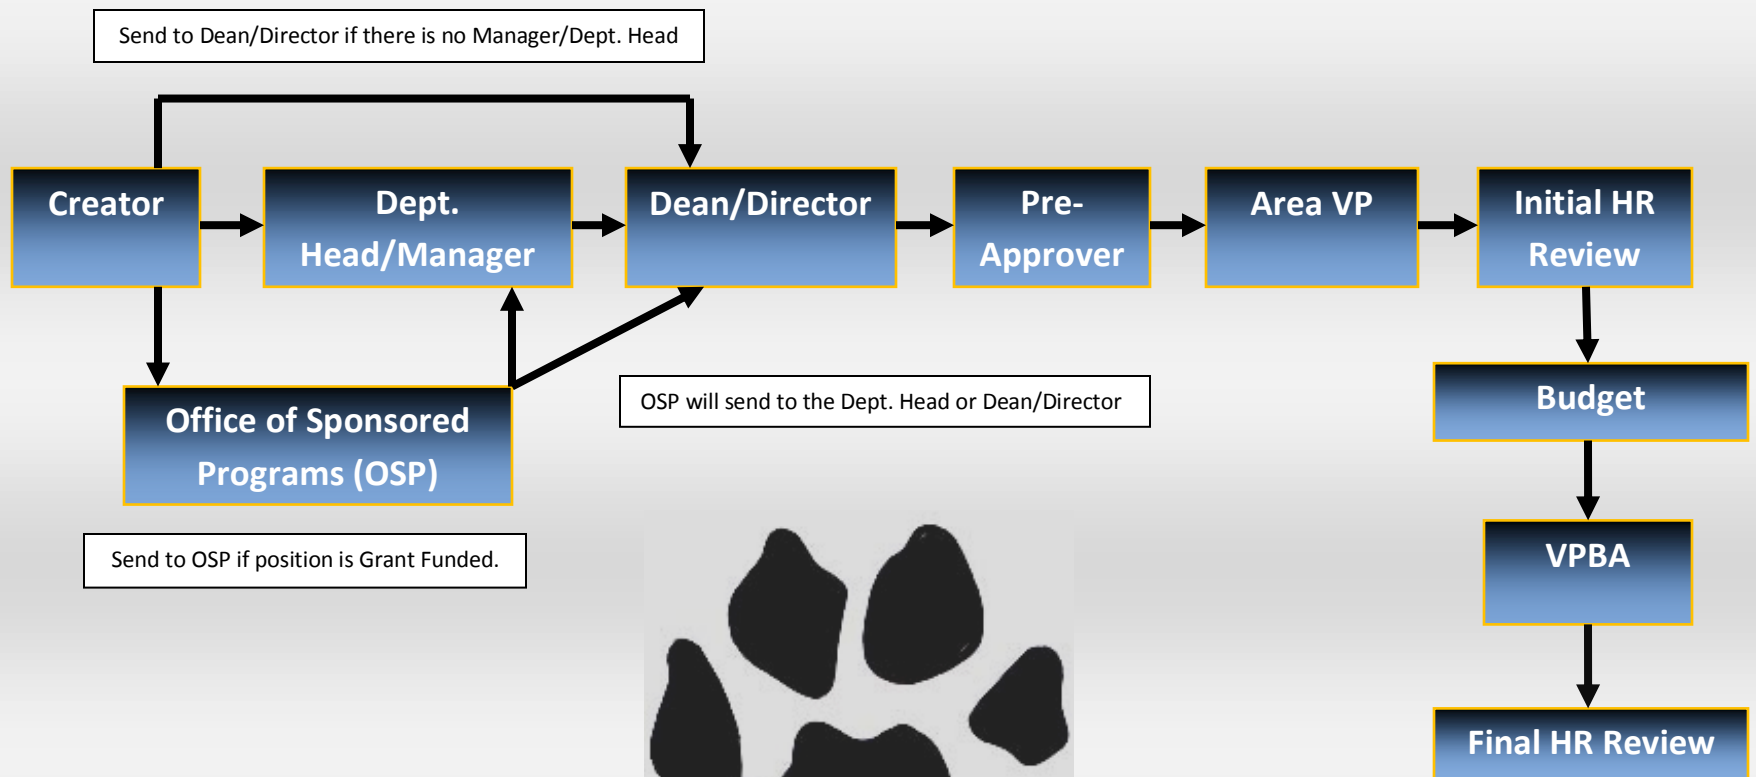 Send to Dean/Director if there is no Manager/Dept. Head
Creator
Dept.
Head/Manager
Dean/Director
Pre-
Approver
Area VP
Initial HR
Review
Office of Sponsored
Programs (OSP)
OSP will send to the Dept. Head or Dean/Director
Budget
Send to OSP if position is Grant Funded.
VPBA
Final HR Review